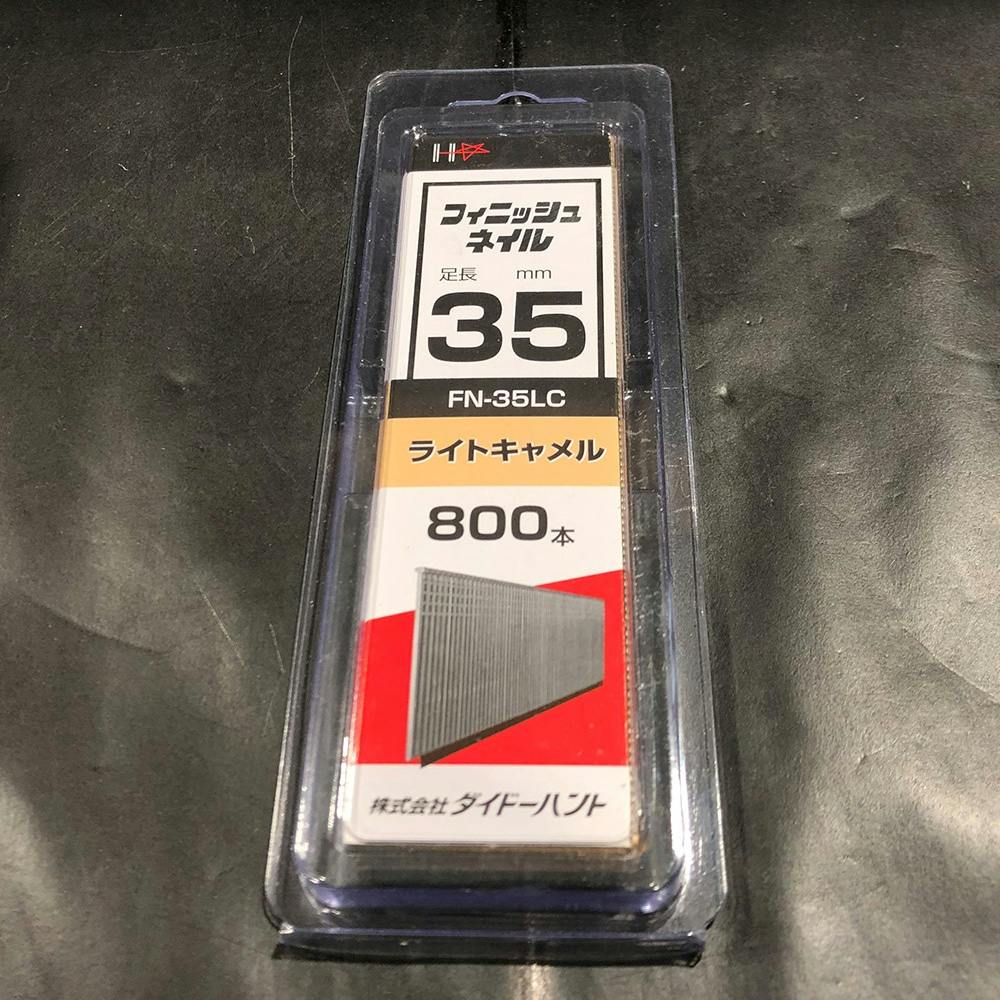 フィニッシュ
ネイル
足長 mm
35
FN-35LC
ライトキャメル
800本
株式会社 ダイドーハント